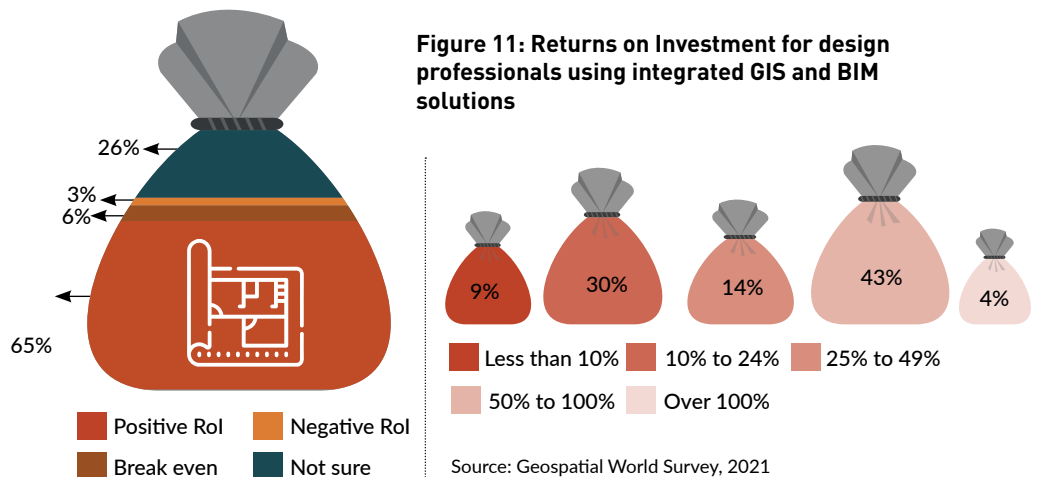 Figure 11: Returns on Investment for design
professionals using integrated GIS and BIM
solutions
26%
3%
6%
65%
Positive RoI
Negative RoI
Break even
Not sure
9%
30%
14%
43%
4%
Less than 10%
10% to 24%
25% to 49%
50% to 100%
Over 100%
Source: Geospatial World Survey, 2021